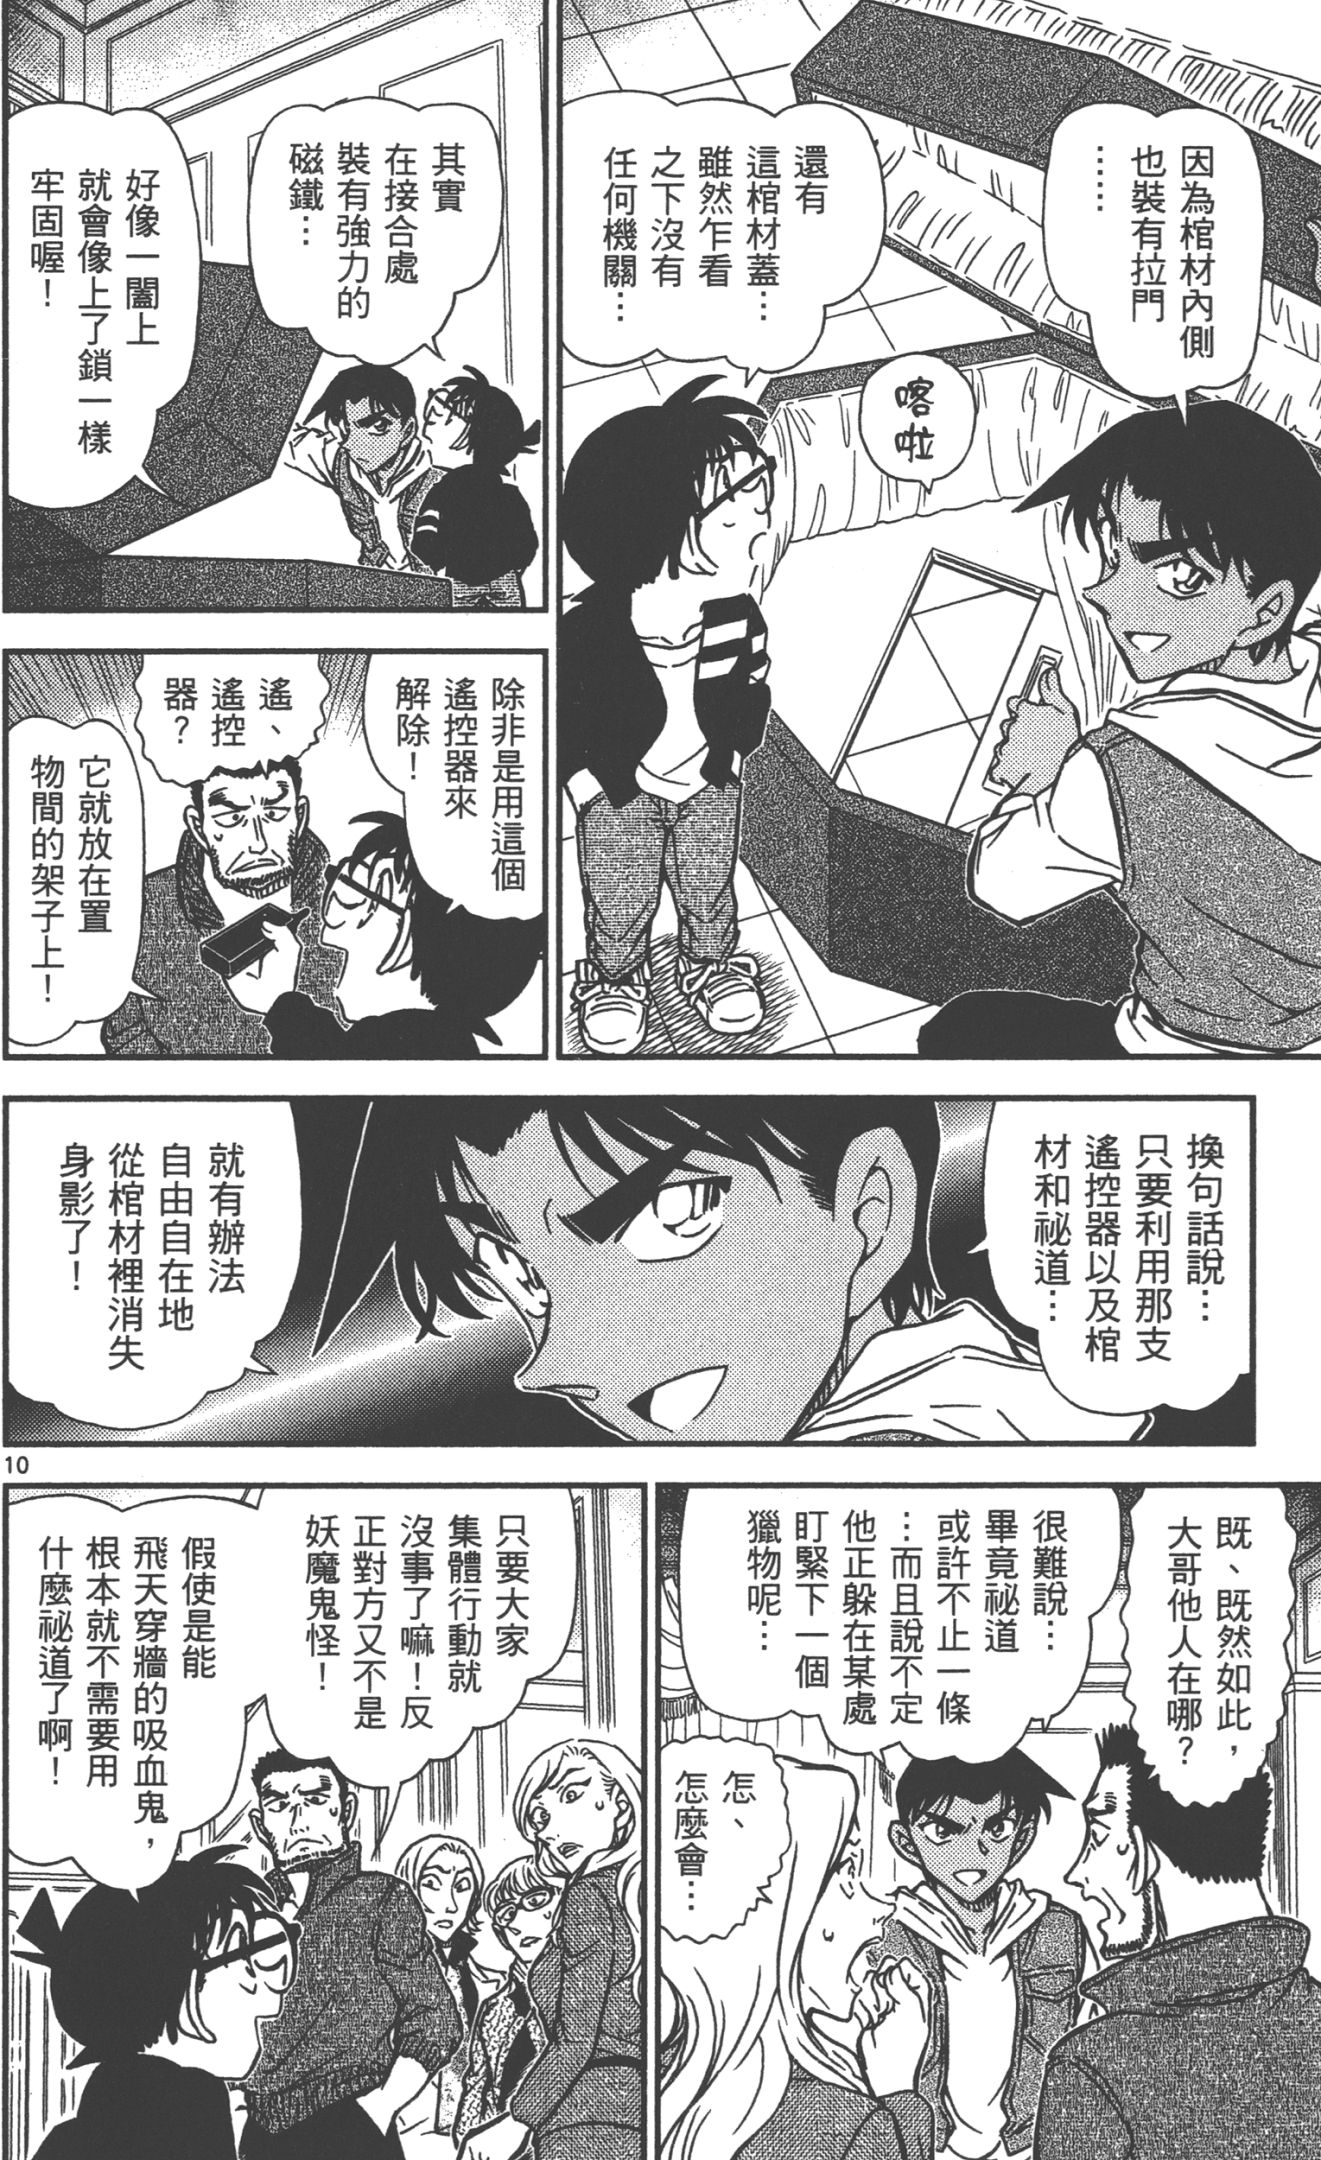 因為棺材內側
也裝有拉門
……
喀啦
還有
這棺材蓋…
雖然乍看
之下沒有
任何機關…
其實
在接合處
裝有強力的
磁鐵…
好像一闔上
就會像上了鎖一樣
牢固喔！
除非是用這個
遙控器來
解除！
遙、
遙控
器？
它就放在置
物間的架子上！
換句話說…
只要利用那支
遙控器以及棺
材和祕道…
就有辦法
自由自在地
從棺材裡消失
身影了！
10
既、既然如此，
大哥他人在哪？
很難說…
畢竟祕道
或許不止一條
…而且說不定
他正躲在某處
盯緊下一個
獵物呢…
怎、
怎麼會…
只要大家
集體行動就
沒事了嘛！反
正對方又不是
妖魔鬼怪！
假使是能
飛天穿牆的吸血鬼，
根本就不需要用
什麼祕道了啊！